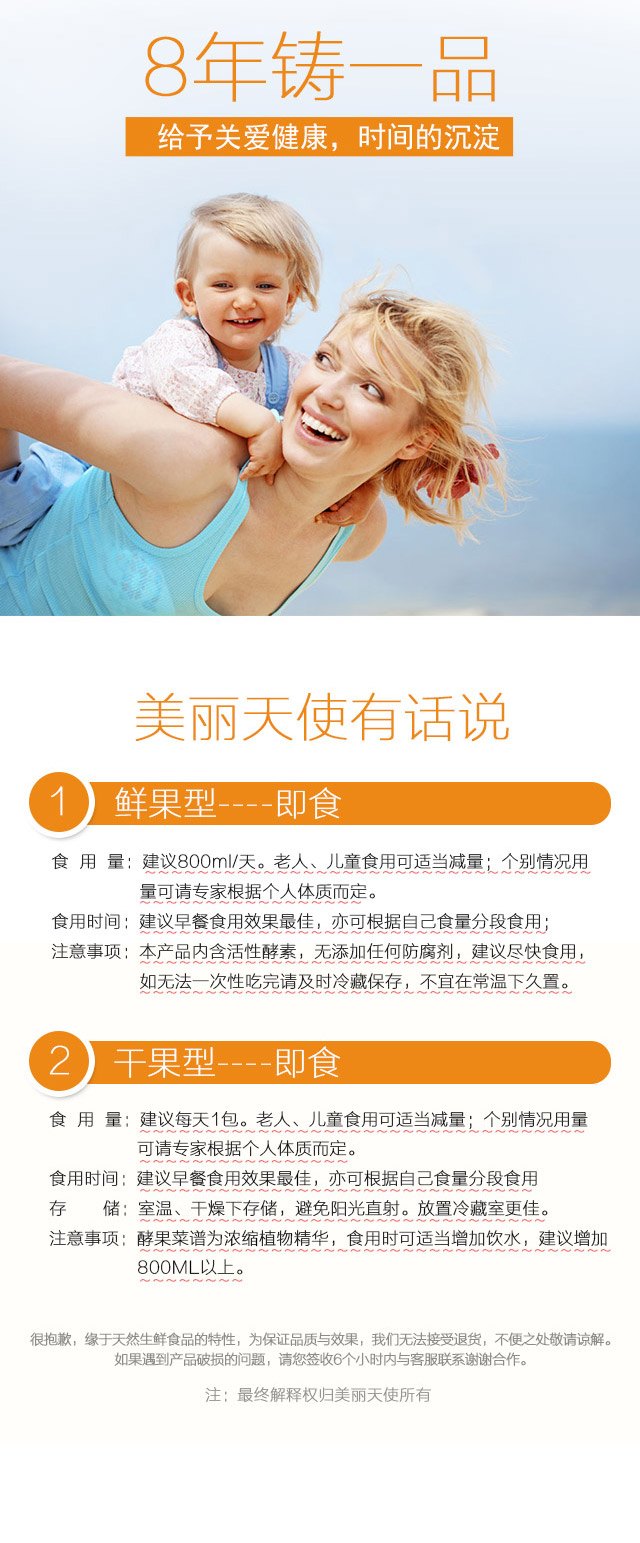 8年铸一品
给予关爱健康，时间的沉淀
美丽天使有话说
1 鲜果型----即食
食 用 量：建议800ml/天。老人、儿童食用可适当减量；个别情况用
量可请专家根据个人体质而定。
食用时间：建议早餐食用效果最佳，亦可根据自己食量分段食用；
注意事项：本产品内含活性酵素，无添加任何防腐剂，建议尽快食用，
如无法一次性吃完请及时冷藏保存，不宜在常温下久置。
2 干果型----即食
食 用 量：建议每天1包。老人、儿童食用可适当减量；个别情况用量
可请专家根据个人体质而定。
食用时间：建议早餐食用效果最佳，亦可根据自己食量分段食用
存 储：室温、干燥下存储，避免阳光直射。放置冷藏室更佳。
注意事项：酵果菜谱为浓缩植物精华，食用时可适当增加饮水，建议增加
800ML以上。
很抱歉，缘于天然生鲜食品的特性，为保证品质与效果，我们无法接受退货，不便之处敬请谅解。
如果遇到产品破损的问题，请您签收6个小时内与客服联系谢谢合作。
注：最终解释权归美丽天使所有